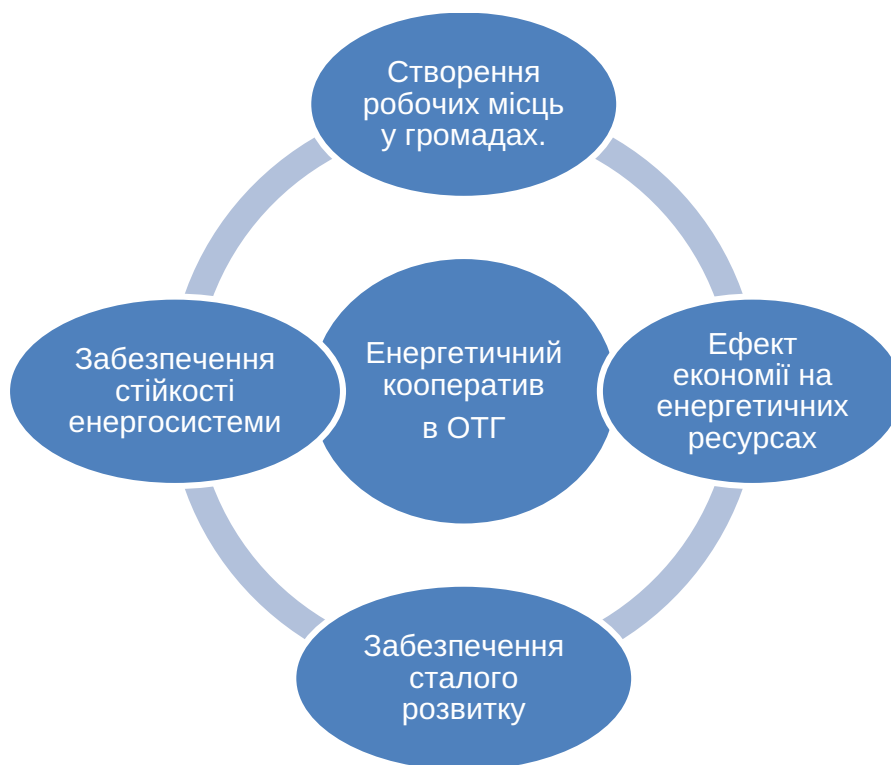 Створення
робочих місць
у громадах.
Забезпечення
стійкості
енергосистеми
Енергетичний
кооператив
в ОТГ
Ефект
економії на
енергетичних
ресурсах
Забезпечення
сталого
розвитку